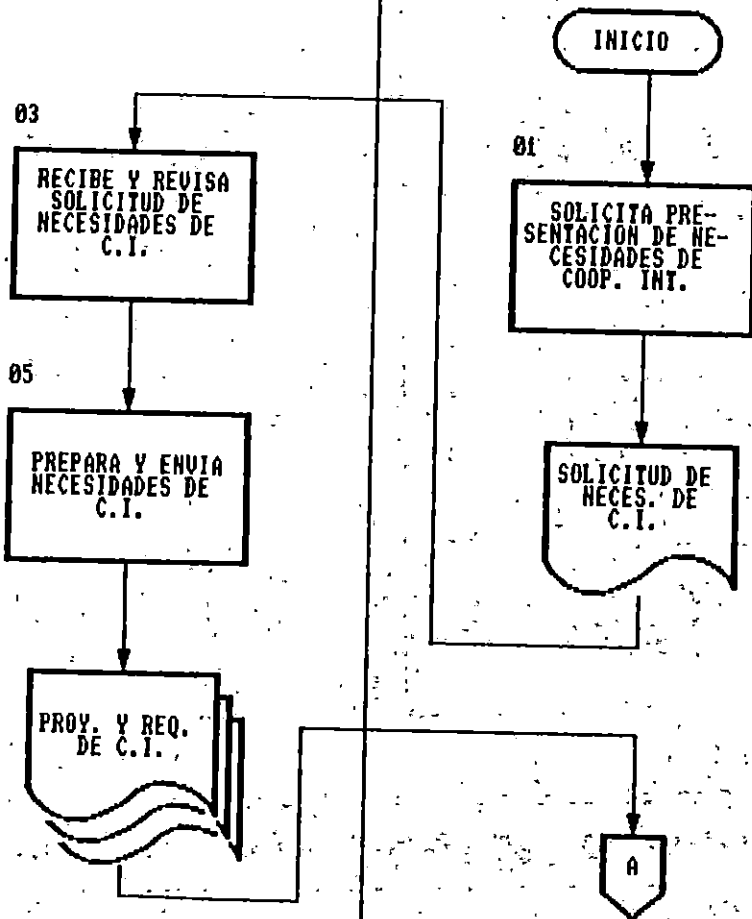 INICIO
01
SOLICITA PRE-
SENTACION DE NE-
CESIDADES DE
COOP. INT.
SOLICITUD DE
NECES. DE
C.I.
03
RECIBE Y REVISA
SOLICITUD DE
NECESIDADES DE
C.I.
05
PREPARA Y ENVIA
NECESIDADES DE
C.I.
PROY. Y REQ.
DE C.I.
A